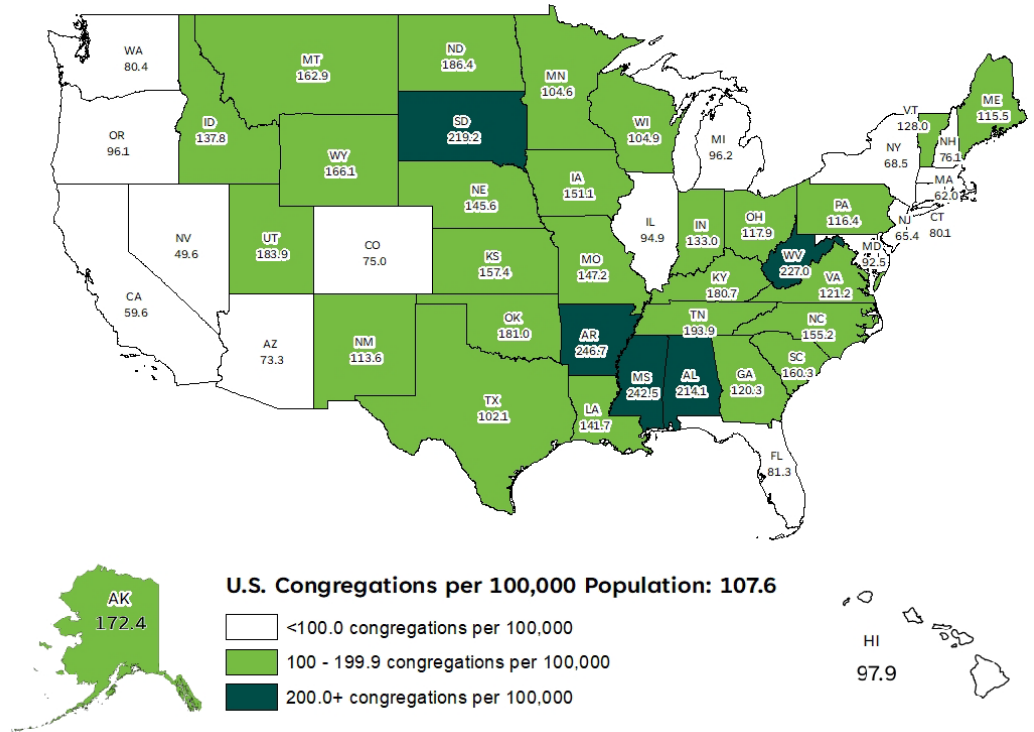 WA
80.4
MT
162.9
ND
186.4
MN
104.6
OR
96.1
ID
137.8
SD
219.2
WI
104.9
MI
96.2
VT
128.0
ME
115.5
NH
76.1
NY
68.5
WY
166.1
MA
62.0
IA
151.1
NE
145.6
PA
116.4
NJ
65.4
CT
80.1
NV
49.6
UT
183.9
CO
75.0
IL
94.9
IN
133.0
OH
117.9
MD
92.5
WV
227.0
KS
157.4
MO
147.2
KY
180.7
VA
121.2
CA
59.6
AZ
73.3
NM
113.6
OK
181.0
AR
246.7
TN
193.9
NC
155.2
SC
160.3
MS
242.5
AL
214.1
GA
120.3
TX
102.1
LA
141.7
FL
81.3
AK
172.4
U.S. Congregations per 100,000 Population: 107.6
<100.0 congregations per 100,000
100 - 199.9 congregations per 100,000
200.0+ congregations per 100,000
HI
97.9